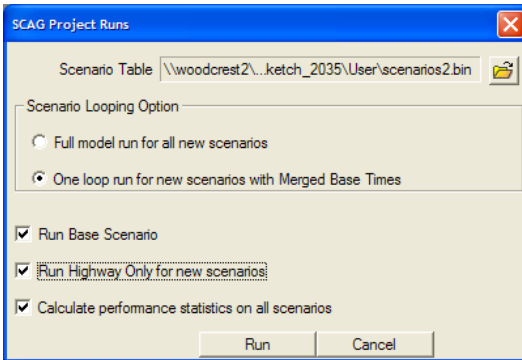 SCAG Project Runs
Scenario Table \\woodcrest2\...ketch_2035\User\scenarios2.bin
Scenario Looping Option
Full model run for all new scenarios
One loop run for new scenarios with Merged Base Times
Run Base Scenario
Run Highway Only for new scenarios
Calculate performance statistics on all scenarios
Run Cancel